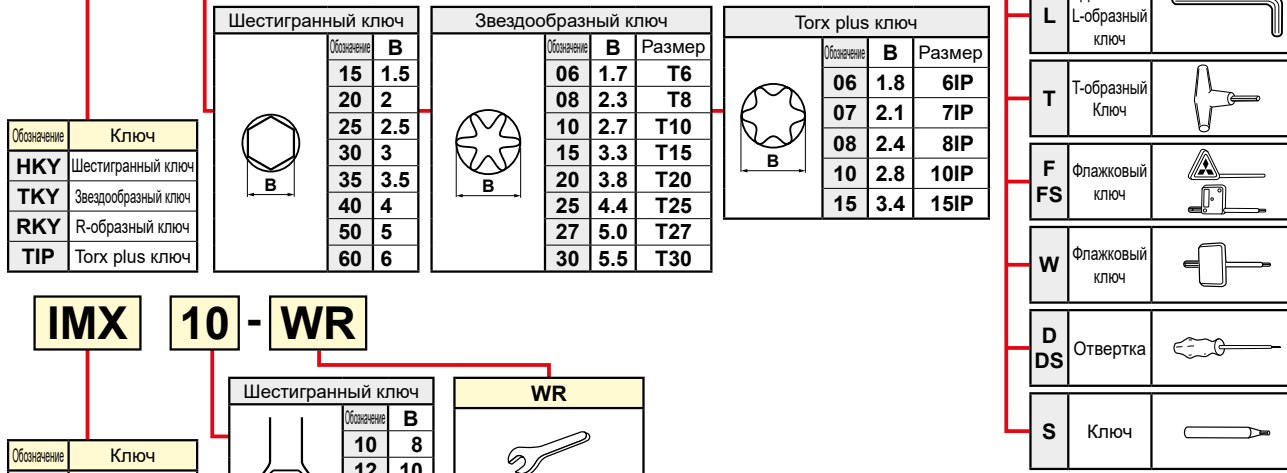 Обозначение Ключ
HKY Шестигранный ключ
TKY Звездообразный ключ
RKY R-образный ключ
TIP Torx plus ключ
Шестигранный ключ
Обозначение B
15 1.5
20 2
25 2.5
30 3
35 3.5
40 4
50 5
60 6
B
Звездообразный ключ
Обозначение B Размер
06 1.7 T6
08 2.3 T8
10 2.7 T10
15 3.3 T15
20 3.8 T20
25 4.4 T25
27 5.0 T27
30 5.5 T30
B
Torx plus ключ
Обозначение B Размер
06 1.8 6IP
07 2.1 7IP
08 2.4 8IP
10 2.8 10IP
15 3.4 15IP
B
L L-образный
ключ
T T-образный
Ключ
F
FS
Флажковый
ключ
W Флажковый
ключ
D
DS
Отвертка
S Ключ
IMX 10 - WR
Обозначение Ключ
Шестигранный ключ
Обозначение B
10 8
12 10
WR